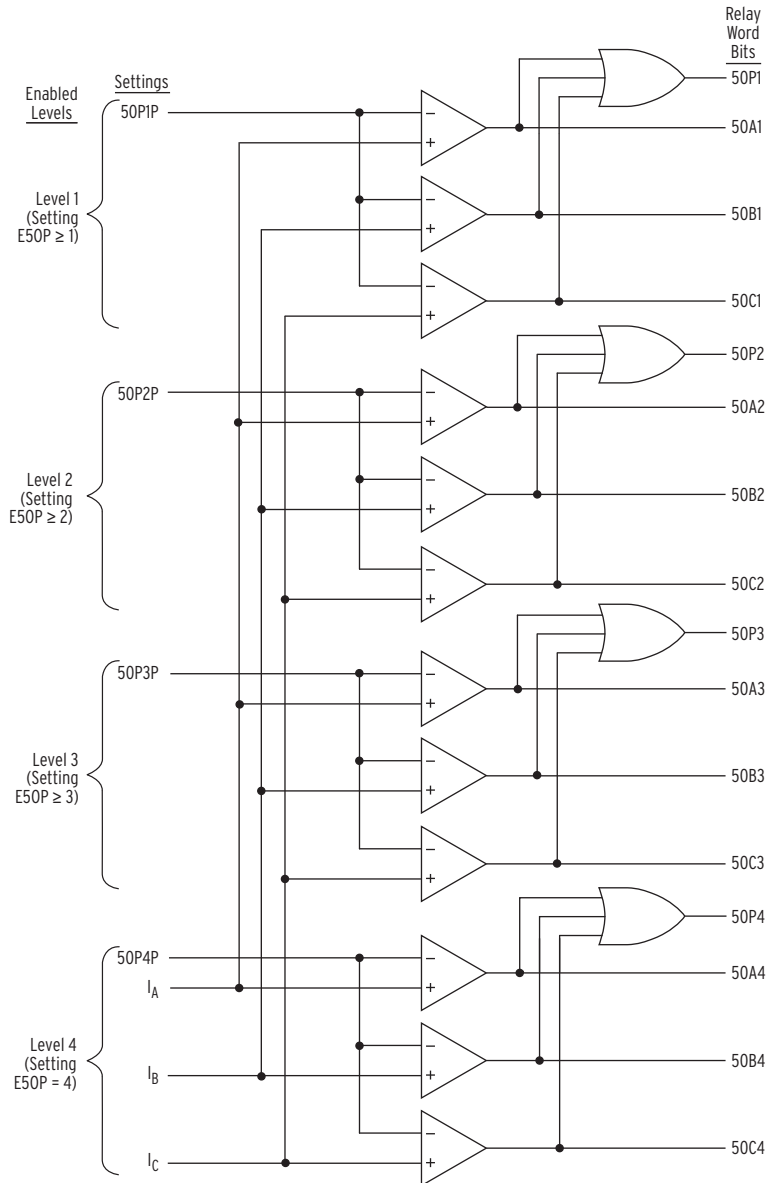 Relay
Word
Bits
Settings
Enabled
Levels
50P1P
50P1
50A1
Level 1
(Setting
E50P ≥ 1)
50B1
50C1
50P2P
50P2
50A2
Level 2
(Setting
E50P ≥ 2)
50B2
50C2
50P3P
50P3
50A3
Level 3
(Setting
E50P ≥ 3)
50B3
50C3
50P4P
50P4
IA
50A4
Level 4
(Setting
E50P = 4)
IB
50B4
IC
50C4
− 
+
−
+
−
+
−
+
−
+
−
+
−
+
−
+
−
+
−
+
−
+
−
+